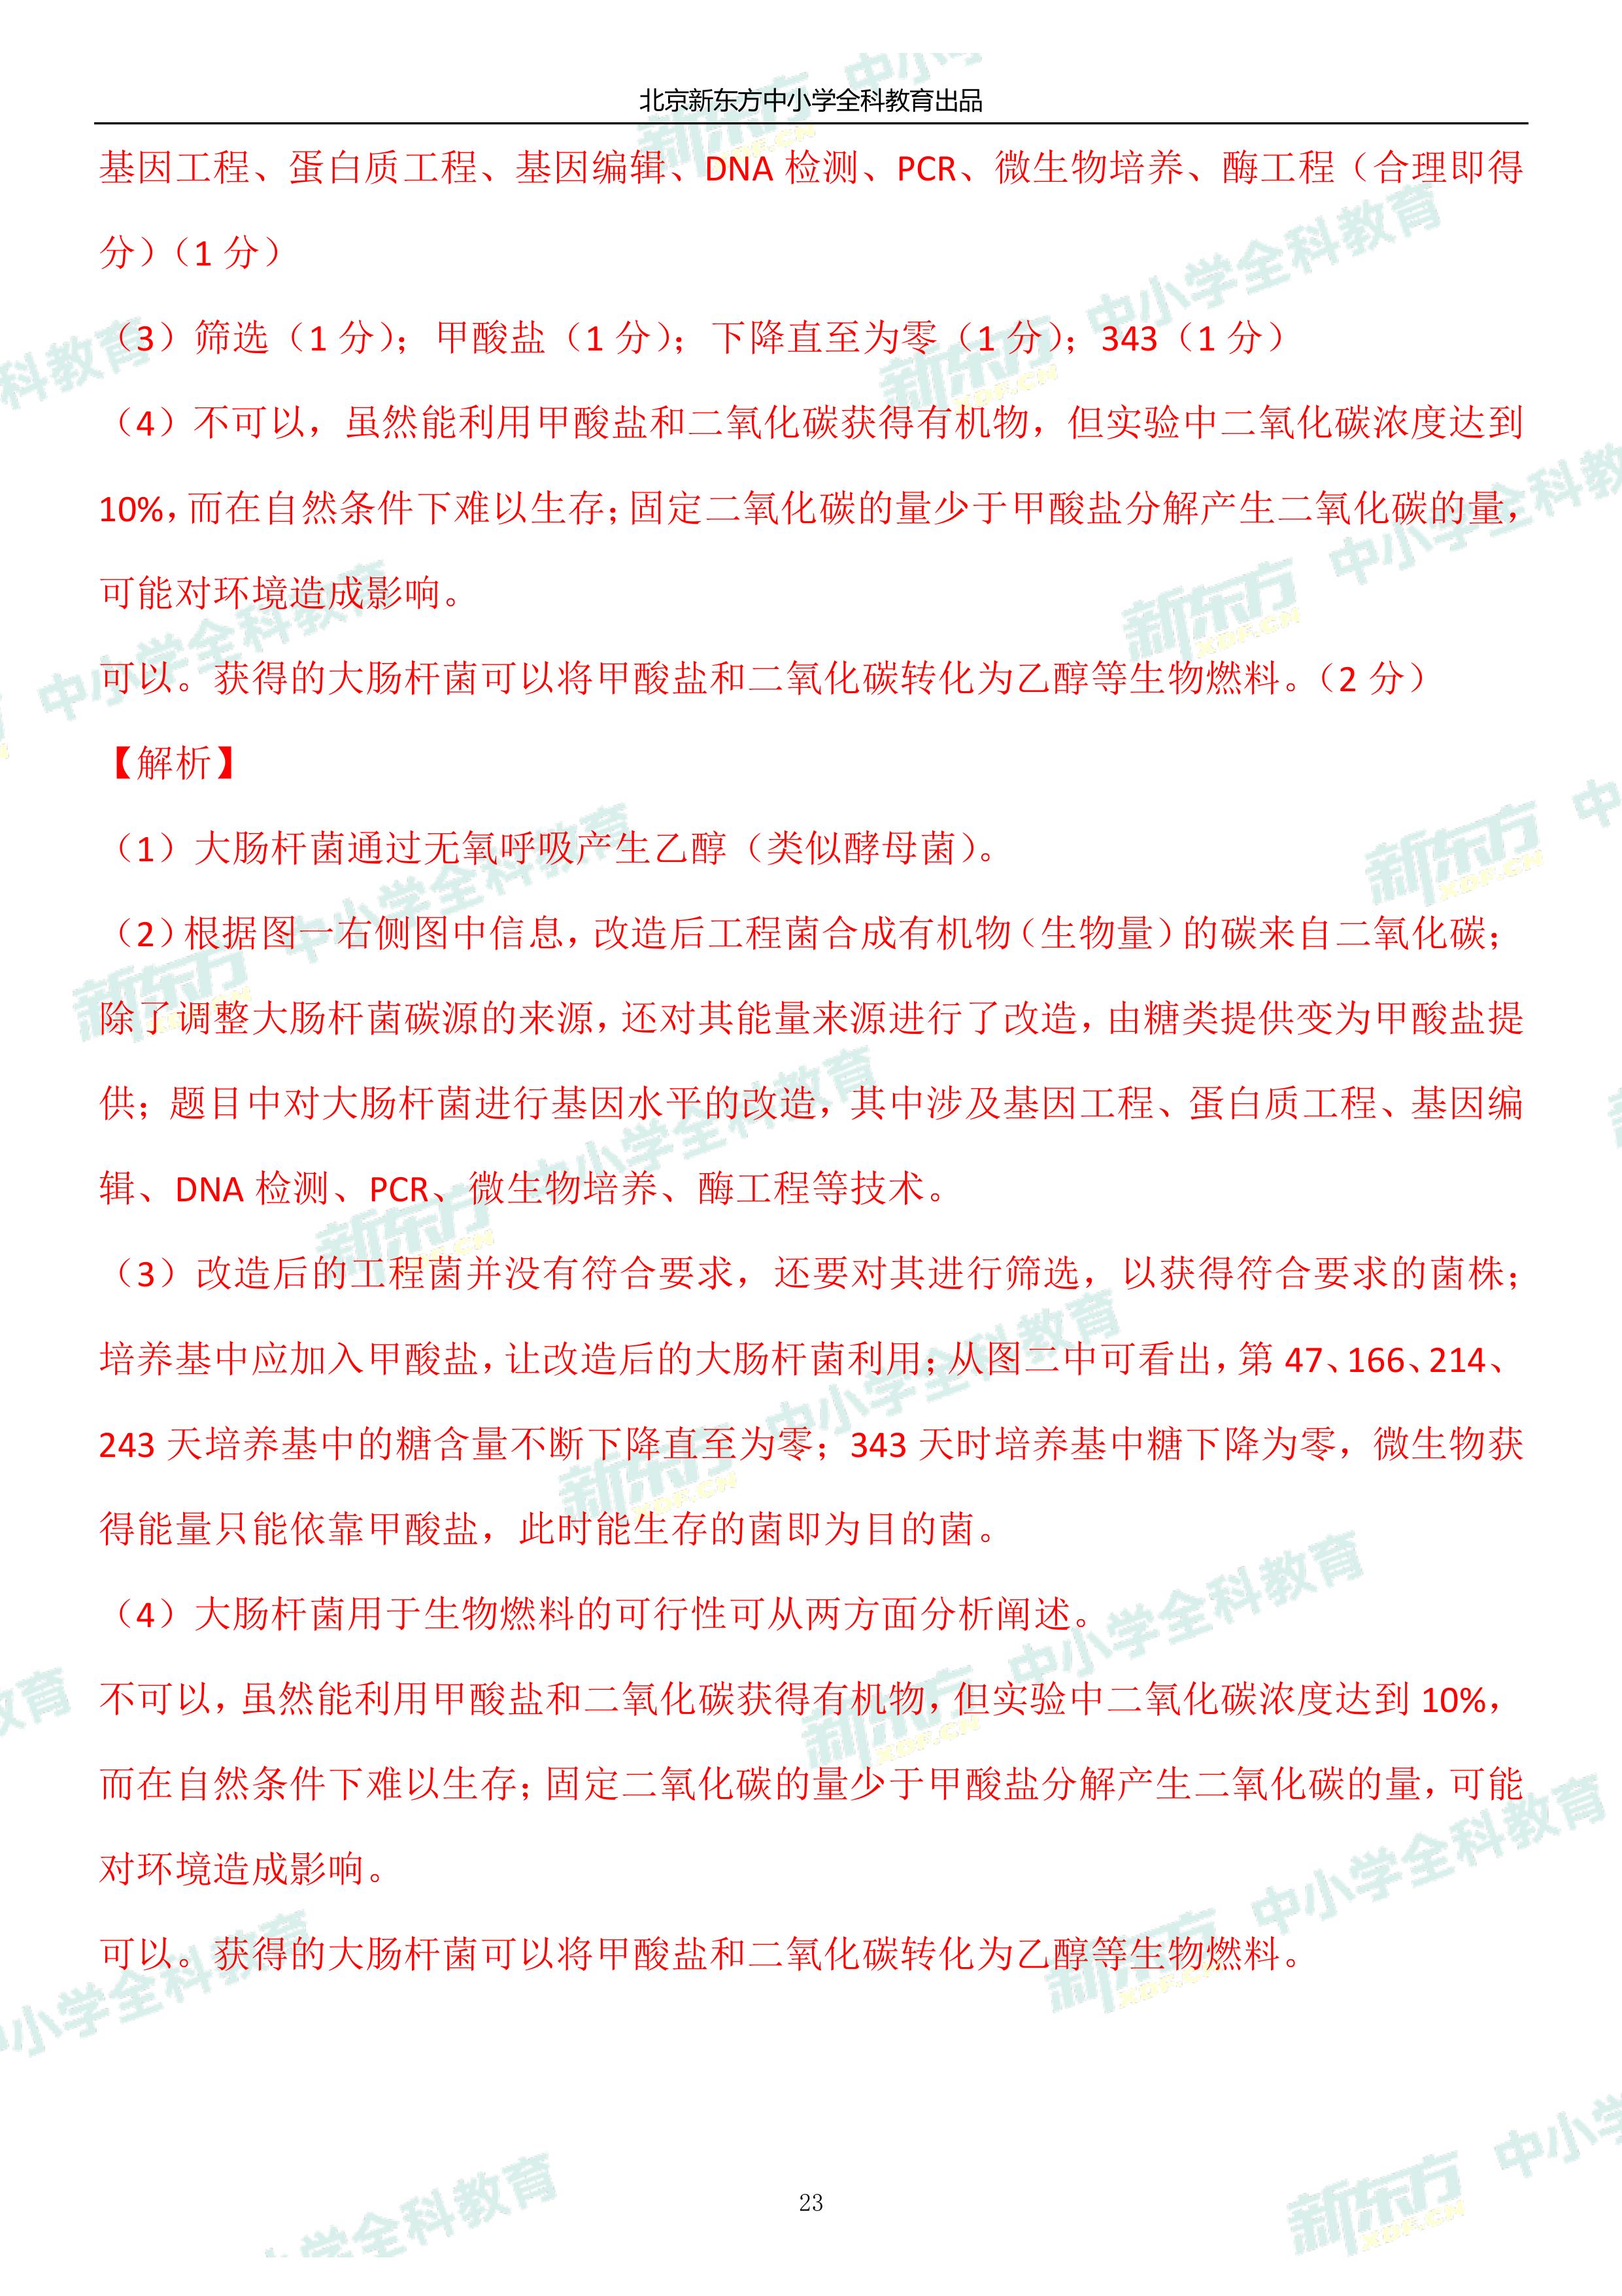 北京新东方中小学全科教育出品
基因工程、蛋白质工程、基因编辑、DNA 检测、PCR、微生物培养、酶工程（合理即得
分）（1 分）
（3）筛选（1 分）；甲酸盐（1 分）；下降直至为零（1 分）；343（1 分）
（4）不可以，虽然能利用甲酸盐和二氧化碳获得有机物，但实验中二氧化碳浓度达到
10%，而在自然条件下难以生存；固定二氧化碳的量少于甲酸盐分解产生二氧化碳的量，
可能对环境造成影响。
可以。获得的大肠杆菌可以将甲酸盐和二氧化碳转化为乙醇等生物燃料。（2 分）
【解析】
（1）大肠杆菌通过无氧呼吸产生乙醇（类似酵母菌）。
（2）根据图一右侧图中信息，改造后工程菌合成有机物（生物量）的碳来自二氧化碳；
除了调整大肠杆菌碳源的来源，还对其能量来源进行了改造，由糖类提供变为甲酸盐提
供；题目中对大肠杆菌进行基因水平的改造，其中涉及基因工程、蛋白质工程、基因编
辑、DNA 检测、PCR、微生物培养、酶工程等技术。
（3）改造后的工程菌并没有符合要求，还要对其进行筛选，以获得符合要求的菌株；
培养基中应加入甲酸盐，让改造后的大肠杆菌利用；从图二中可看出，第 47、166、214、
243 天培养基中的糖含量不断下降直至为零；343 天时培养基中糖下降为零，微生物获
得能量只能依靠甲酸盐，此时能生存的菌即为目的菌。
（4）大肠杆菌用于生物燃料的可行性可从两方面分析阐述。
不可以，虽然能利用甲酸盐和二氧化碳获得有机物，但实验中二氧化碳浓度达到 10%，
而在自然条件下难以生存；固定二氧化碳的量少于甲酸盐分解产生二氧化碳的量，可能
对环境造成影响。
可以。获得的大肠杆菌可以将甲酸盐和二氧化碳转化为乙醇等生物燃料。
23